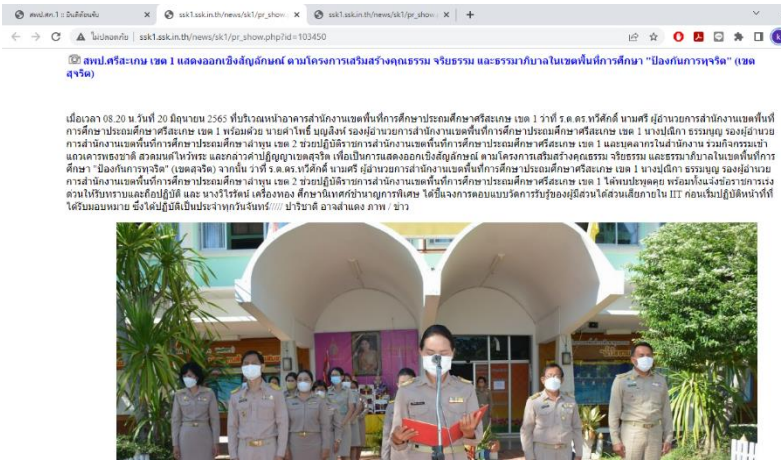 สพป.ศก.1 :: ยินดีต้อนรับ
ssk1.ssk.in.th/news/sk1/pr_show.
ssk1.ssk.in.th/news/sk1/pr_show.
ไม่ปลอดภัย | ssk1.ssk.in.th/news/sk1/pr_show.php?id=103450
สพป.ศรีสะเกษ เขต 1 แสดงออกเชิงสัญลักษณ์ ตามโครงการเสริมสร้างคุณธรรม จริยธรรม และธรรมาภิบาลในเขตพื้นที่การศึกษา "ป้องกันการทุจริต" (เขต
สุจริต)
เมื่อเวลา 08.20 น.วันที่ 20 มิถุนายน 2565 ที่บริเวณหน้าอาคารสำนักงานเขตพื้นที่การศึกษาประถมศึกษาศรีสะเกษ เขต 1 ว่าที่ ร.ต.ดร.ทวีศักดิ์ นามศรี ผู้อำนวยการสำนักงานเขตพื้นที่
การศึกษาประถมศึกษาศรีสะเกษ เขต 1 พร้อมด้วย นายคำโพธิ์ บุญสิงห์ รองผู้อำนวยการสำนักงานเขตพื้นที่การศึกษาประถมศึกษาศรีสะเกษ เขต 1 นางปุณิกา ธรรมนูญ รองผู้อำนวย
การสำนักงานเขตพื้นที่การศึกษาประถมศึกษาลำพูน เขต 2 ช่วยปฏิบัติราชการสำนักงานเขตพื้นที่การศึกษาประถมศึกษาศรีสะเกษ เขต 1 และบุคลากรในสำนักงาน ร่วมกิจกรรมเข้า
แถวเคารพธงชาติ สวดมนต์ไหว้พระ และกล่าวคำปฏิญญาเขตสุจริต เพื่อเป็นการแสดงออกเชิงสัญลักษณ์ ตามโครงการเสริมสร้างคุณธรรม จริยธรรม และธรรมาภิบาลในเขตพื้นที่การ
ศึกษา "ป้องกันการทุจริต" (เขตสุจริต) จากนั้น ว่าที่ ร.ต.ดร.ทวีศักดิ์ นามศรี ผู้อำนวยการสำนักงานเขตพื้นที่การศึกษาประถมศึกษาศรีสะเกษ เขต 1 นางปุณิกา ธรรมนูญ รองผู้อำนวย
การสำนักงานเขตพื้นที่การศึกษาประถมศึกษาลำพูน เขต 2 ช่วยปฏิบัติราชการสำนักงานเขตพื้นที่การศึกษาประถมศึกษาศรีสะเกษ เขต 1 ได้พบปะพูดคุย พร้อมทั้งแจ้งข้อราชการเร่ง
ด่วนให้รับทราบและถือปฏิบัติ และ นางวิไรรัตน์ เครื่องทอง ศึกษานิเทศก์ชำนาญการพิเศษ ได้ชี้แจงการตอบแบบวัดการรับรู้ของผู้มีส่วนได้ส่วนเสียภายใน IIT ก่อนเริ่มปฏิบัติหน้าที่ที่
ได้รับมอบหมาย ซึ่งได้ปฏิบัติเป็นประจำทุกวันจันทร์///// ปาริชาติ อาจสำแดง ภาพ / ข่าว